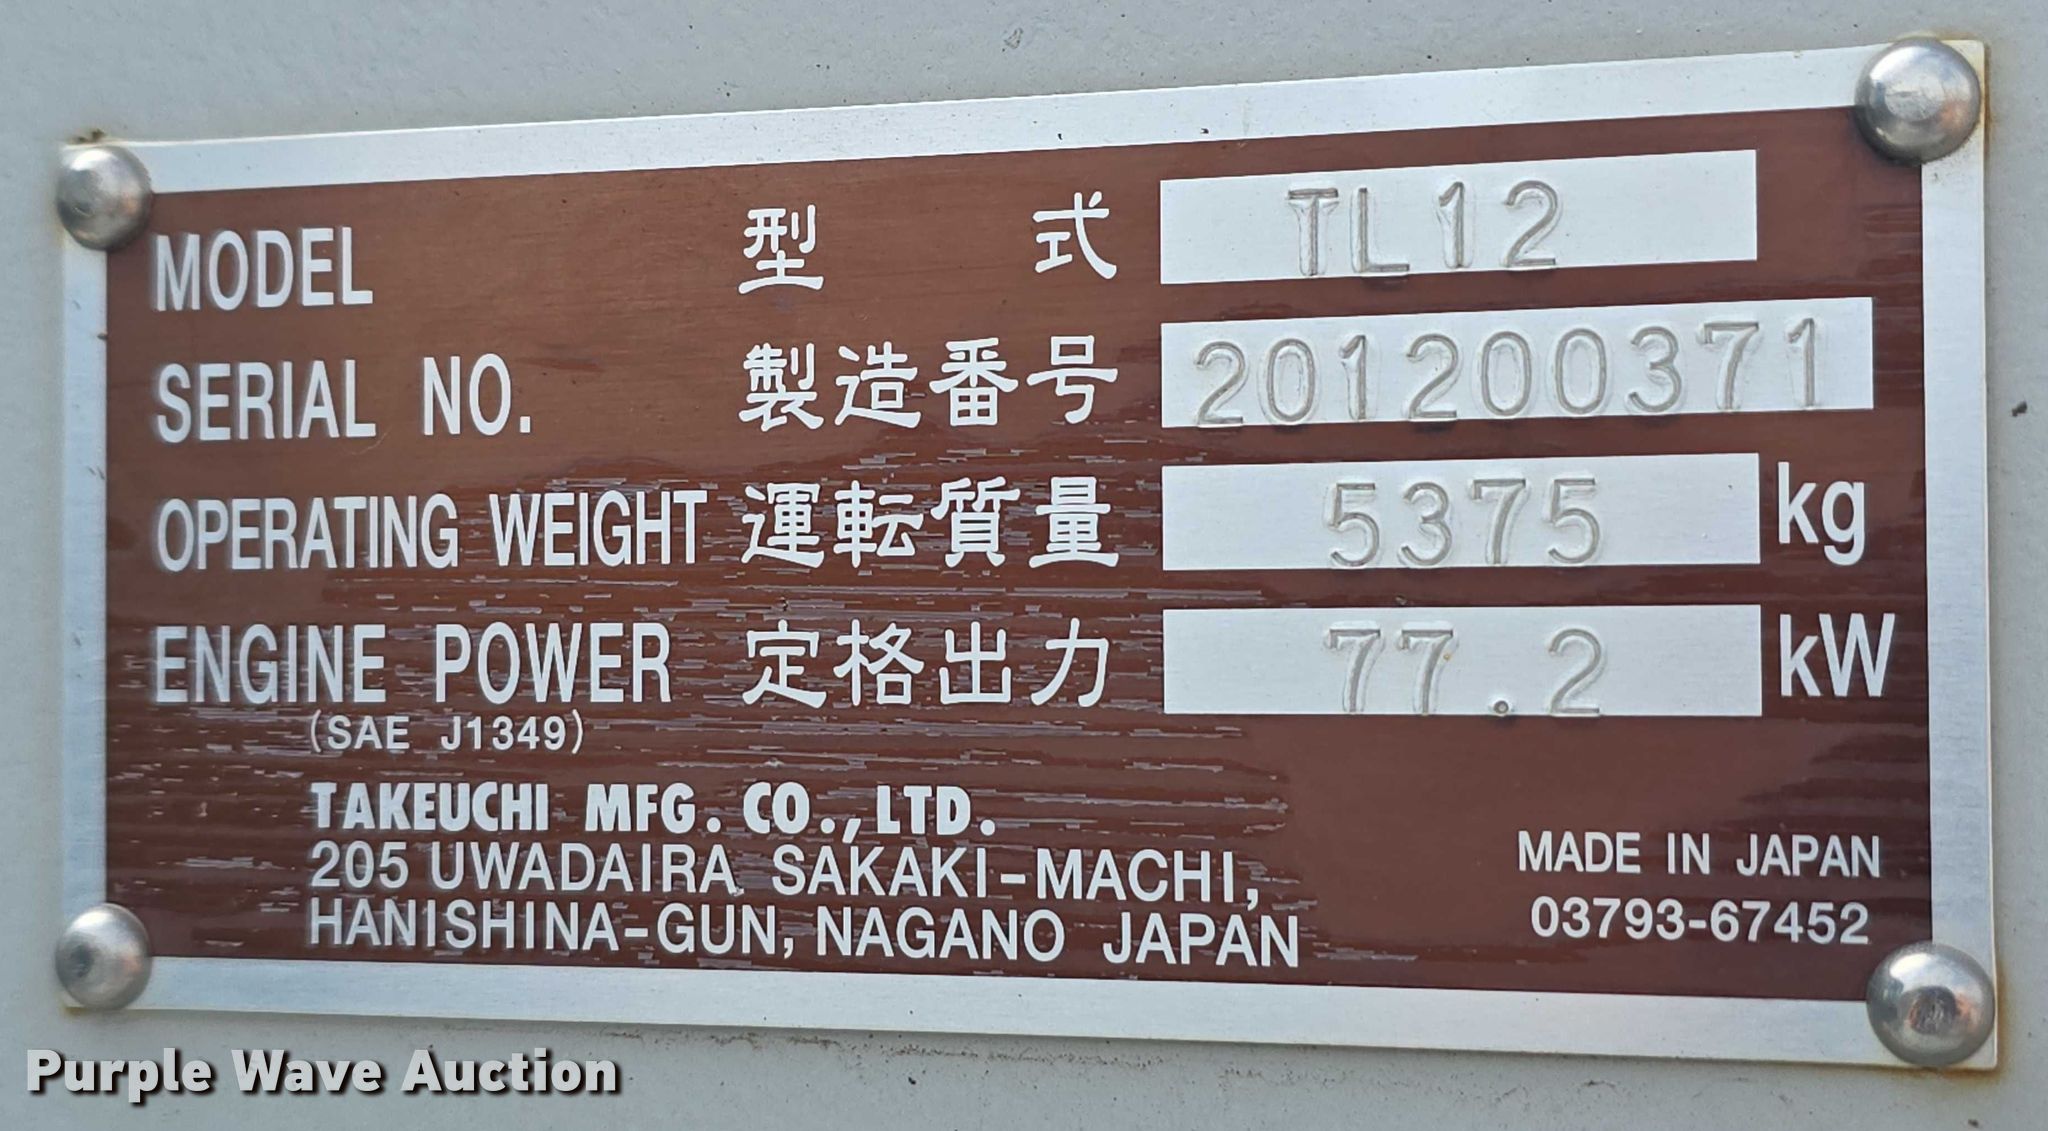 MODEL 型式 TL12
SERIAL NO. 製造番号 201200371
OPERATING WEIGHT 運転質量 5375 kg
ENGINE POWER 定格出力 77.2 kW
(SAE J1349)
TAKEUCHI MFG. CO., LTD.
205 UWADAIRA, SAKAKI-MACHI,
HANISHINA-GUN, NAGANO JAPAN
MADE IN JAPAN
03793-67452
Purple Wave Auction